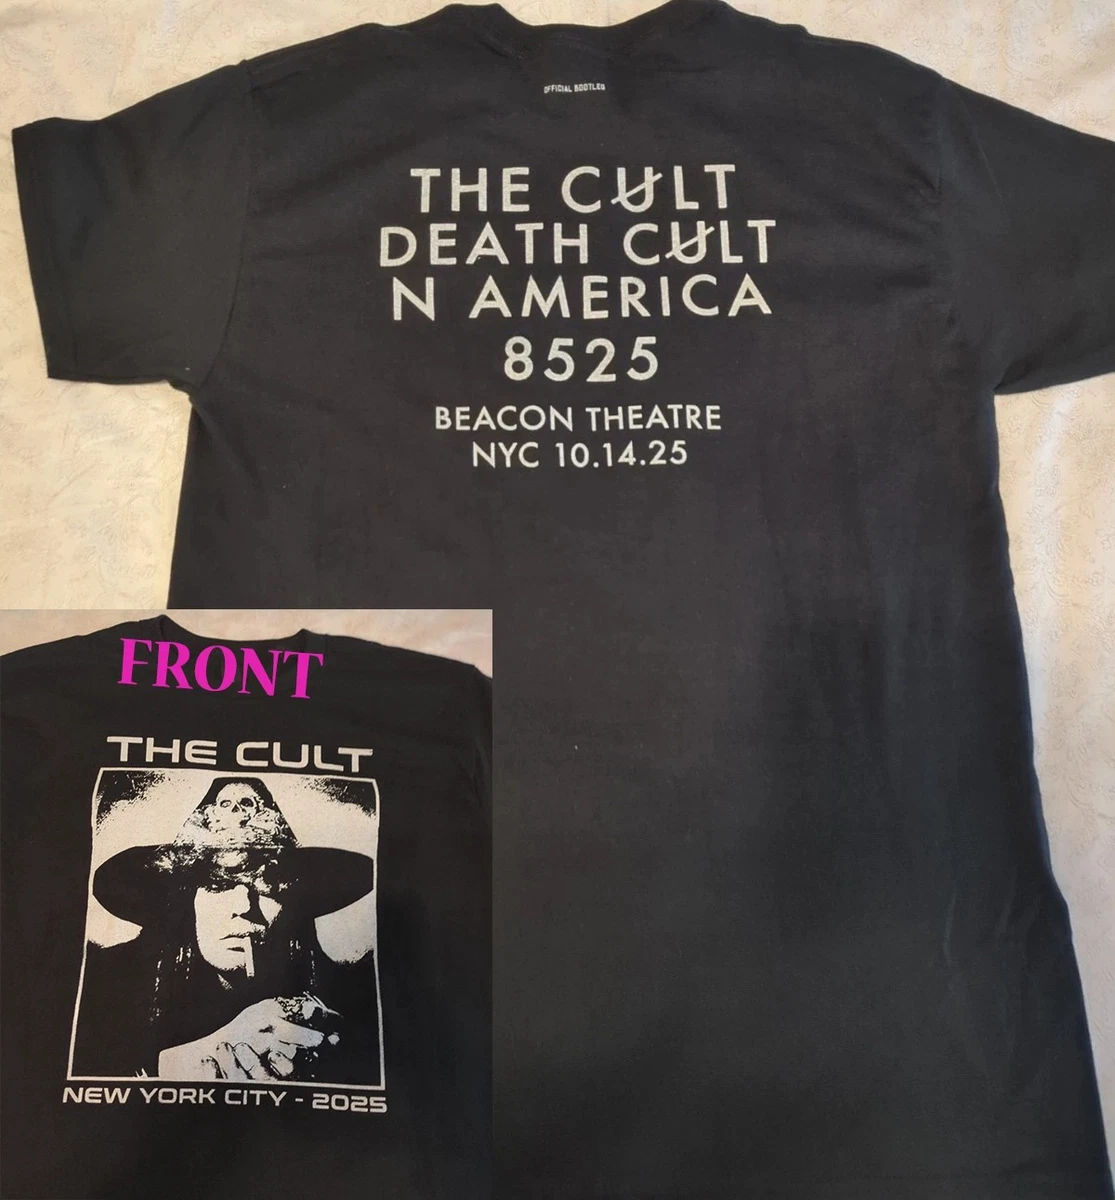 OFFICIAL BOOTLEG
THE CULT
DEATH CULT
N AMERICA
8525
BEACON THEATRE
NYC 10.14.25
FRONT
THE CULT
NEW YORK CITY - 2025